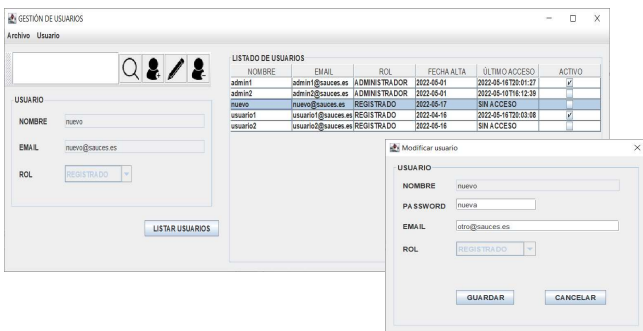 GESTIÓN DE USUARIOS
Archivo Usuario
USUARIO
NOMBRE nuevo
EMAIL nuevo@sauces.es
ROL REGISTRADO
LISTAR USUARIOS
LISTADO DE USUARIOS
NOMBRE EMAIL ROL FECHA ALTA ÚLTIMO ACCESO ACTIVO
admin1 admin1@sauces.es ADMINISTRADOR 2022-05-01 2022-05-16T20:01:27
admin2 admin2@sauces.es ADMINISTRADOR 2022-05-01 2022-05-10T16:12:39
nuevo nuevo@sauces.es REGISTRADO 2022-05-17 SIN ACCESO
usuario1 usuario1@sauces.es REGISTRADO 2022-04-16 2022-05-16T20:03:08
usuario2 usuario2@sauces.es REGISTRADO 2022-05-16 SIN ACCESO
Modificar usuario
USUARIO
NOMBRE nuevo
PASSWORD nueva
EMAIL otro@sauces.es
ROL REGISTRADO
GUARDAR CANCELAR